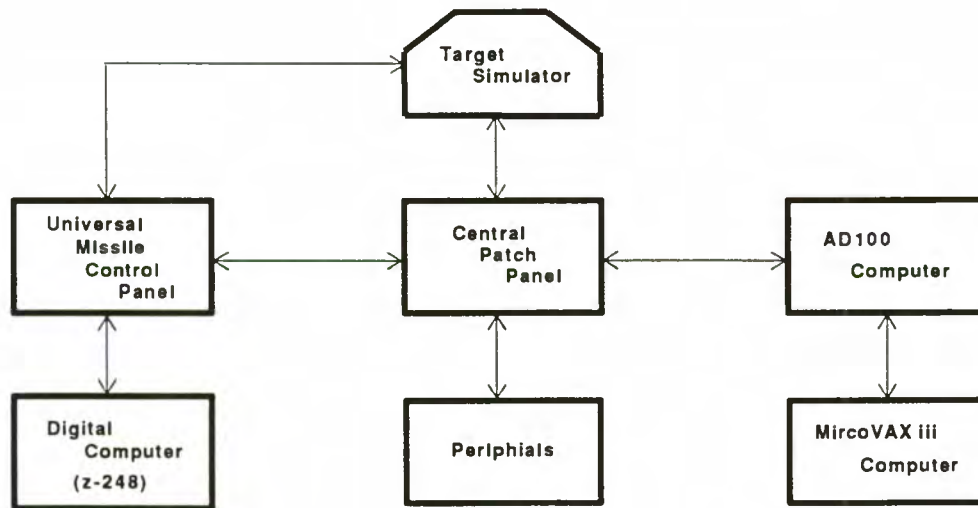 Target
Simulator
Universal
Missile
Control
Panel
Central
Patch
Panel
AD100
Computer
Digital
Computer
(z-248)
Periphials
MircoVAX iii
Computer